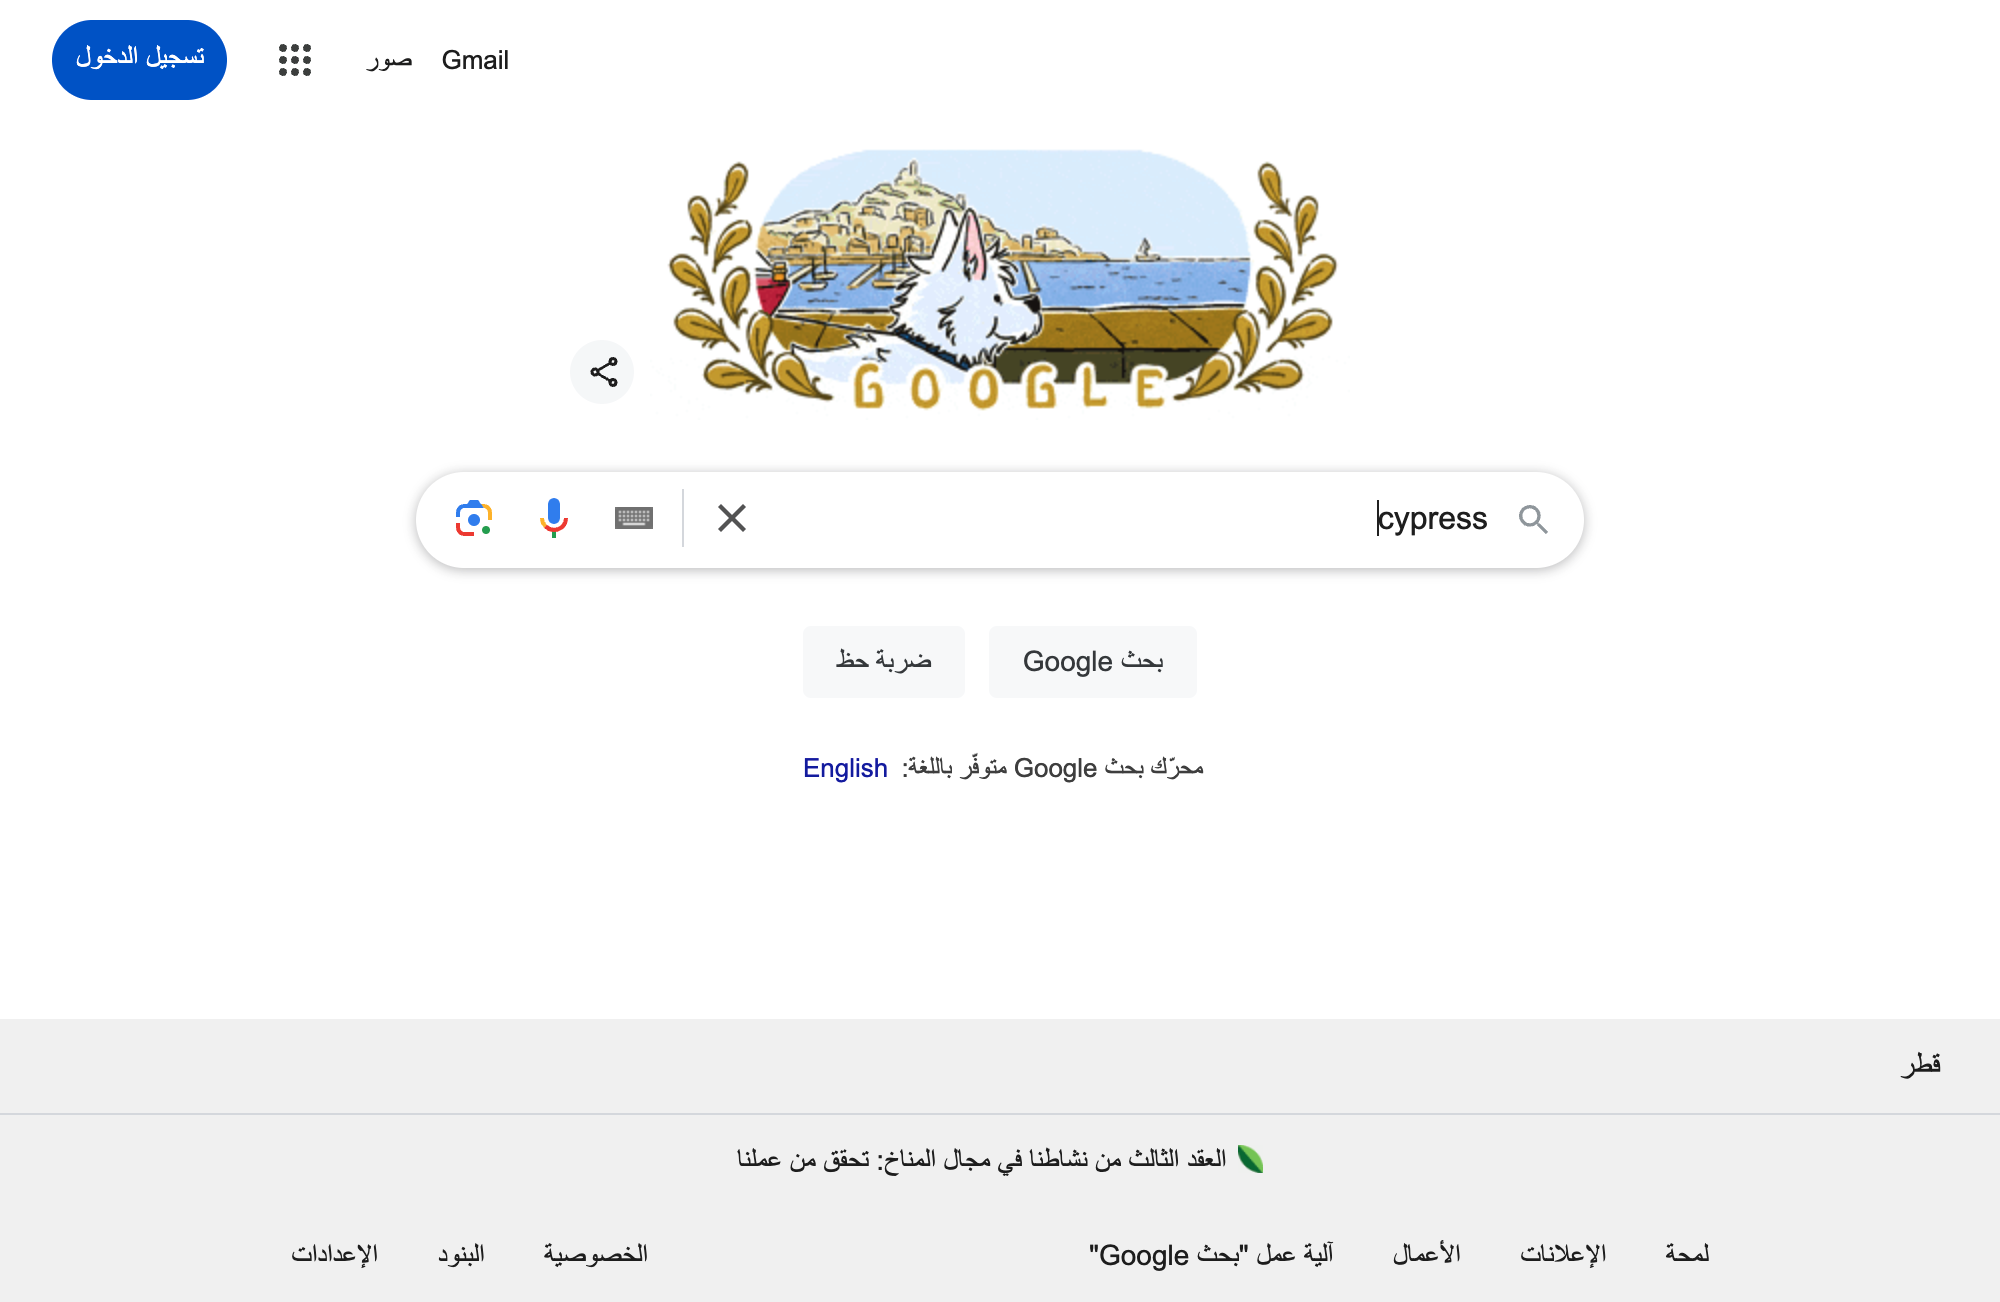 Gmail
صور
تسجيل الدخول
GOOGLE
cypress
بحث Google
ضربة حظ
محرّك بحث Google متوفّر باللغة: English
قطر
العقد الثالث من نشاطنا في مجال المناخ: تحقق من عملنا
لمحة
الإعلانات
الأعمال
آلية عمل "بحث Google"
الخصوصية
البنود
الإعدادات